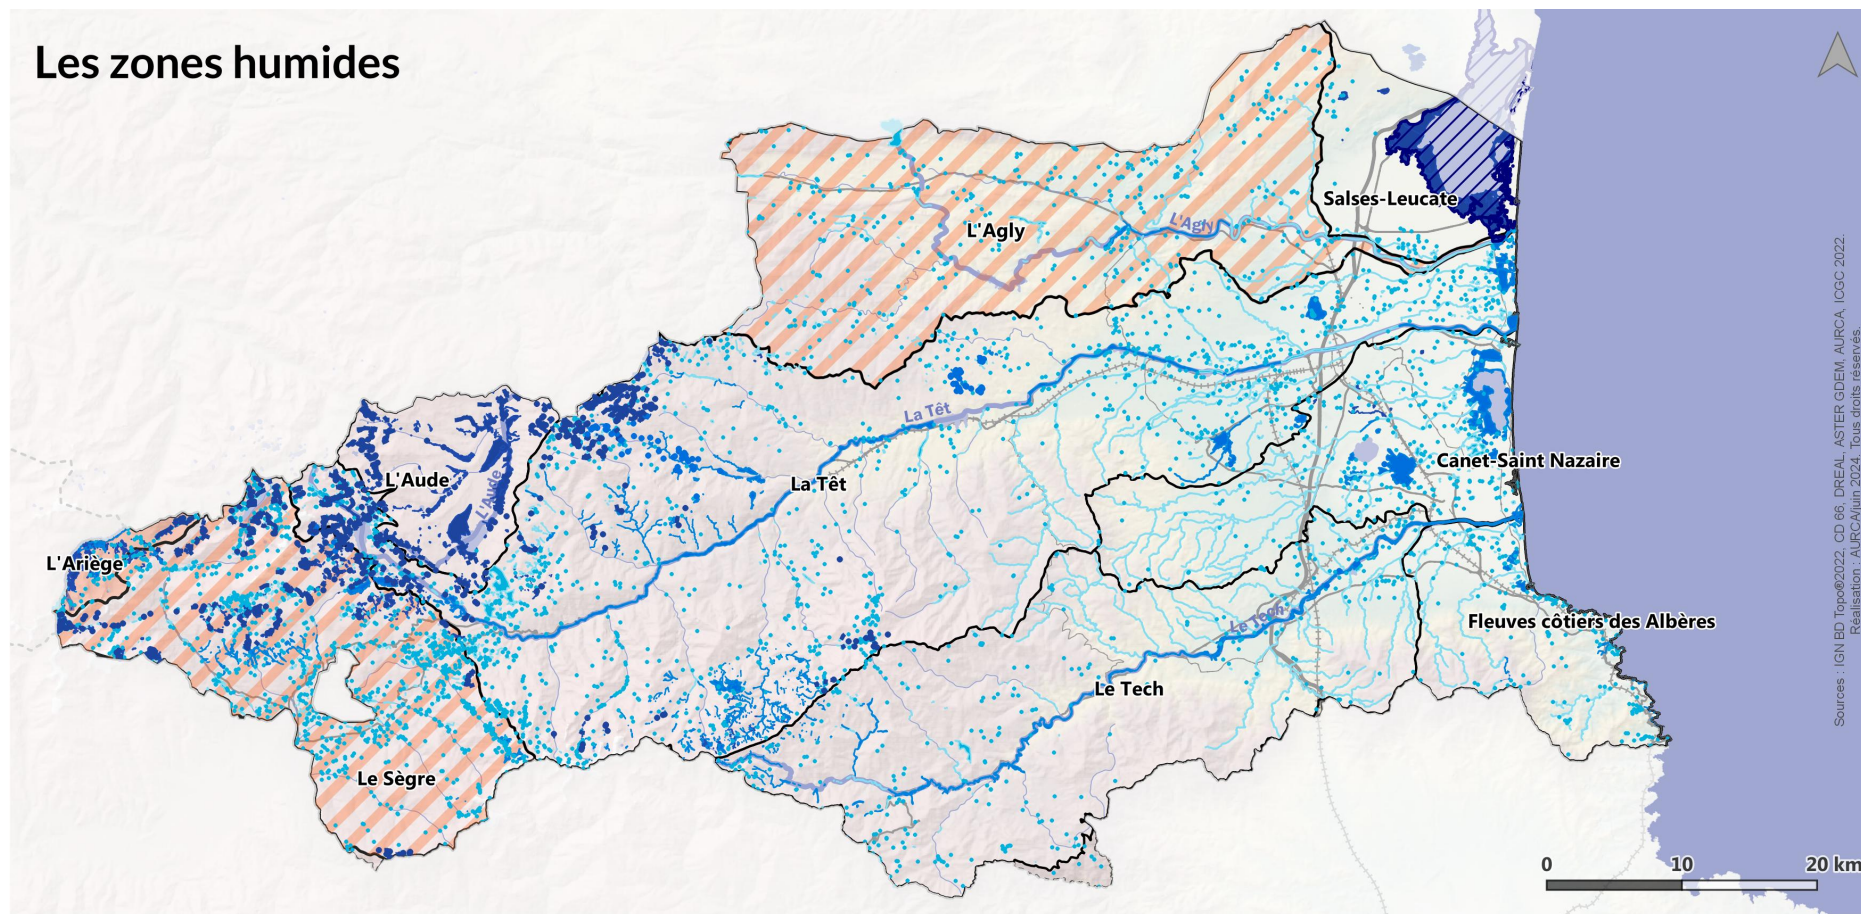 Les zones humides
L'Agly
L'Agly
Salses-Leucate
La Têt
La Têt
L'Aude
L'Aude
L'Ariège
Canet-Saint Nazaire
Fleuves côtiers des Albères
Le Tech
Le Tech
Le Sègre
0 10 20 km
Sources : IGN BD Topo®2022, CD 66, DREAL, ASTER GDEM, AURCA, ICGC 2022.
Réalisation : AURCA/juin 2024. Tous droits réservés.